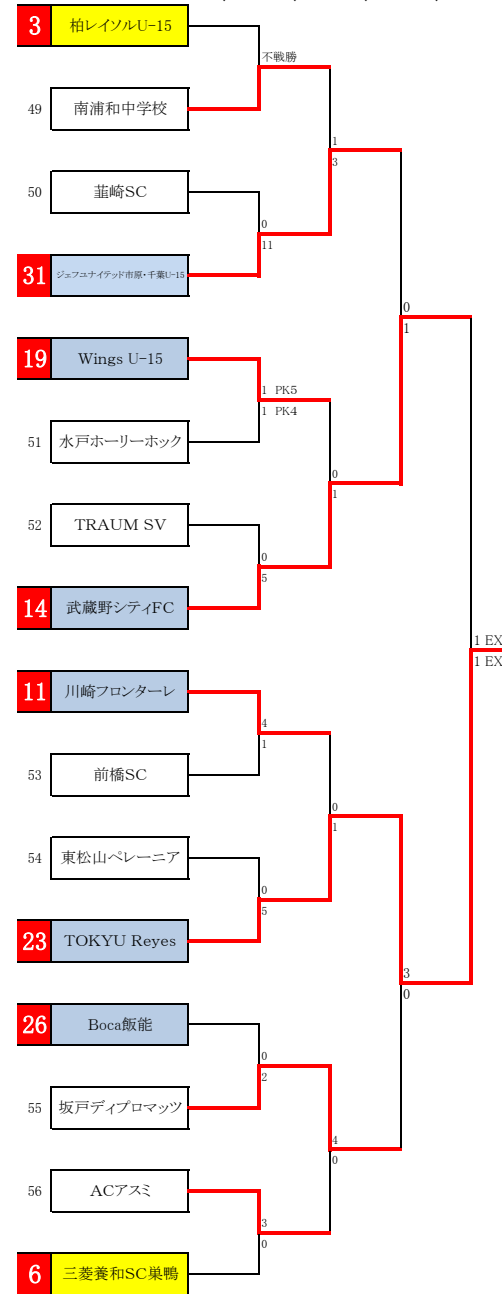 3 柏レイソルU-15
不戦勝
49 南浦和中学校
1
3
50 韮崎SC
0
11
31 ジェフユナイテッド市原・千葉U-15
0
1
19 Wings U-15
1 PK5
1 PK4
51 水戸ホーリーホック
0
1
52 TRAUM SV
0
5
14 武蔵野シティFC
1 EX
1 EX
11 川崎フロンターレ
4
1
53 前橋SC
0
1
54 東松山ペレーニア
0
5
23 TOKYU Reyes
3
0
26 Boca飯能
0
2
55 坂戸ディプロマッツ
4
0
56 ACアスミ
3
0
6 三菱養和SC巣鴨